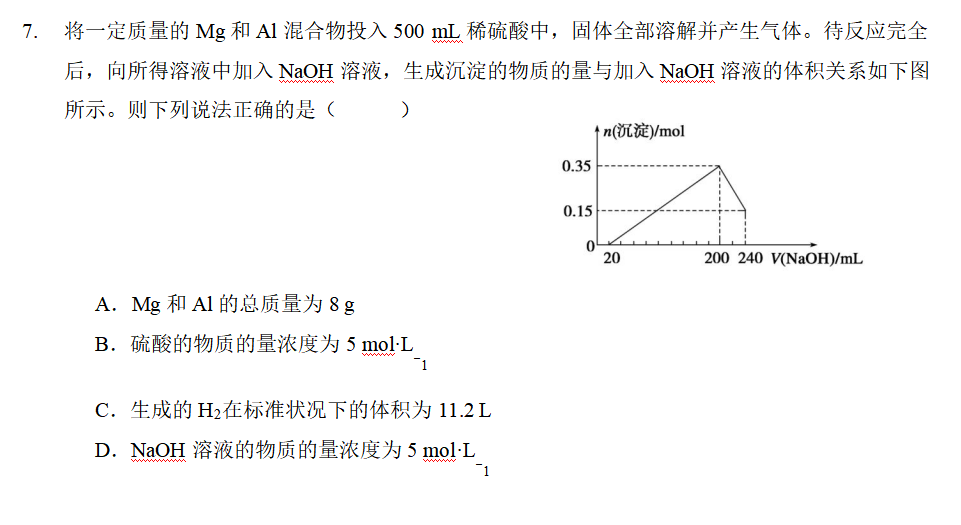 7. 将一定质量的 Mg 和 Al 混合物投入 500 mL 稀硫酸中，固体全部溶解并产生气体。待反应完全
后，向所得溶液中加入 NaOH 溶液，生成沉淀的物质的量与加入 NaOH 溶液的体积关系如下图
所示。则下列说法正确的是（　　）
n(沉淀)/mol
0.35
0.15
0
20 200 240 V(NaOH)/mL
A．Mg 和 Al 的总质量为 8 g
B．硫酸的物质的量浓度为 5 mol·L⁻¹
C．生成的 H₂在标准状况下的体积为 11.2 L
D．NaOH 溶液的物质的量浓度为 5 mol·L⁻¹